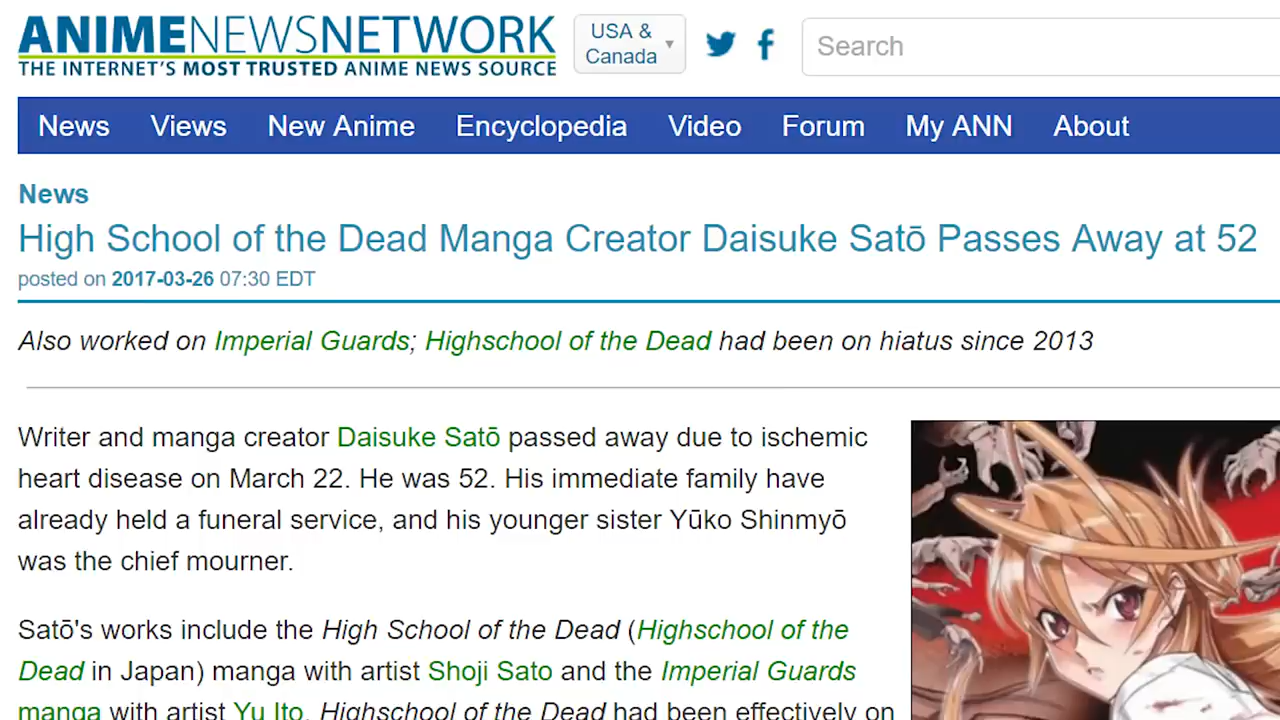 ANIMENEWSNETWORK
THE INTERNET'S MOST TRUSTED ANIME NEWS SOURCE
USA &
Canada
Search
News Views New Anime Encyclopedia Video Forum My ANN About
News
High School of the Dead Manga Creator Daisuke Satō Passes Away at 52
posted on 2017-03-26 07:30 EDT
Also worked on Imperial Guards; Highschool of the Dead had been on hiatus since 2013
Writer and manga creator Daisuke Satō passed away due to ischemic
heart disease on March 22. He was 52. His immediate family have
already held a funeral service, and his younger sister Yūko Shinmyō
was the chief mourner.
Satō's works include the High School of the Dead (Highschool of the
Dead in Japan) manga with artist Shoji Sato and the Imperial Guards
manga with artist Yu Ito. Highschool of the Dead had been effectively on